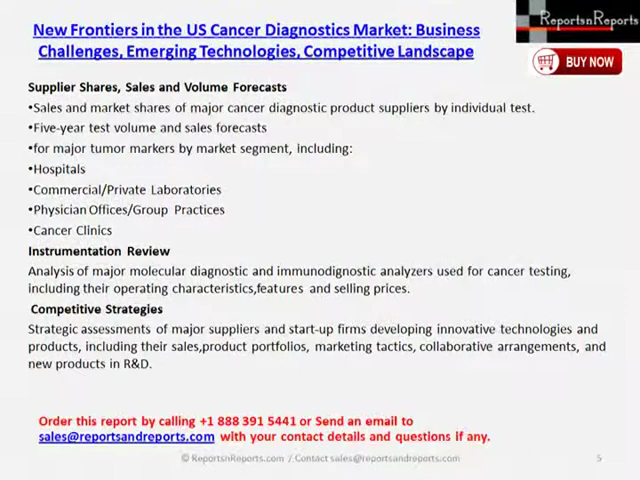 New Frontiers in the US Cancer Diagnostics Market: Business
Challenges, Emerging Technologies, Competitive Landscape
ReportsnReports
BUY NOW
Supplier Shares, Sales and Volume Forecasts
•Sales and market shares of major cancer diagnostic product suppliers by individual test.
•Five-year test volume and sales forecasts
•for major tumor markers by market segment, including:
•Hospitals
•Commercial/Private Laboratories
•Physician Offices/Group Practices
•Cancer Clinics
Instrumentation Review
Analysis of major molecular diagnostic and immunodignostic analyzers used for cancer testing,
including their operating characteristics,features and selling prices.
Competitive Strategies
Strategic assessments of major suppliers and start-up firms developing innovative technologies and
products, including their sales,product portfolios, marketing tactics, collaborative arrangements, and
new products in R&D.
Order this report by calling +1 888 391 5441 or Send an email to
sales@reportsandreports.com with your contact details and questions if any.
© ReportsnReports.com / Contact sales@reportsandreports.com
5